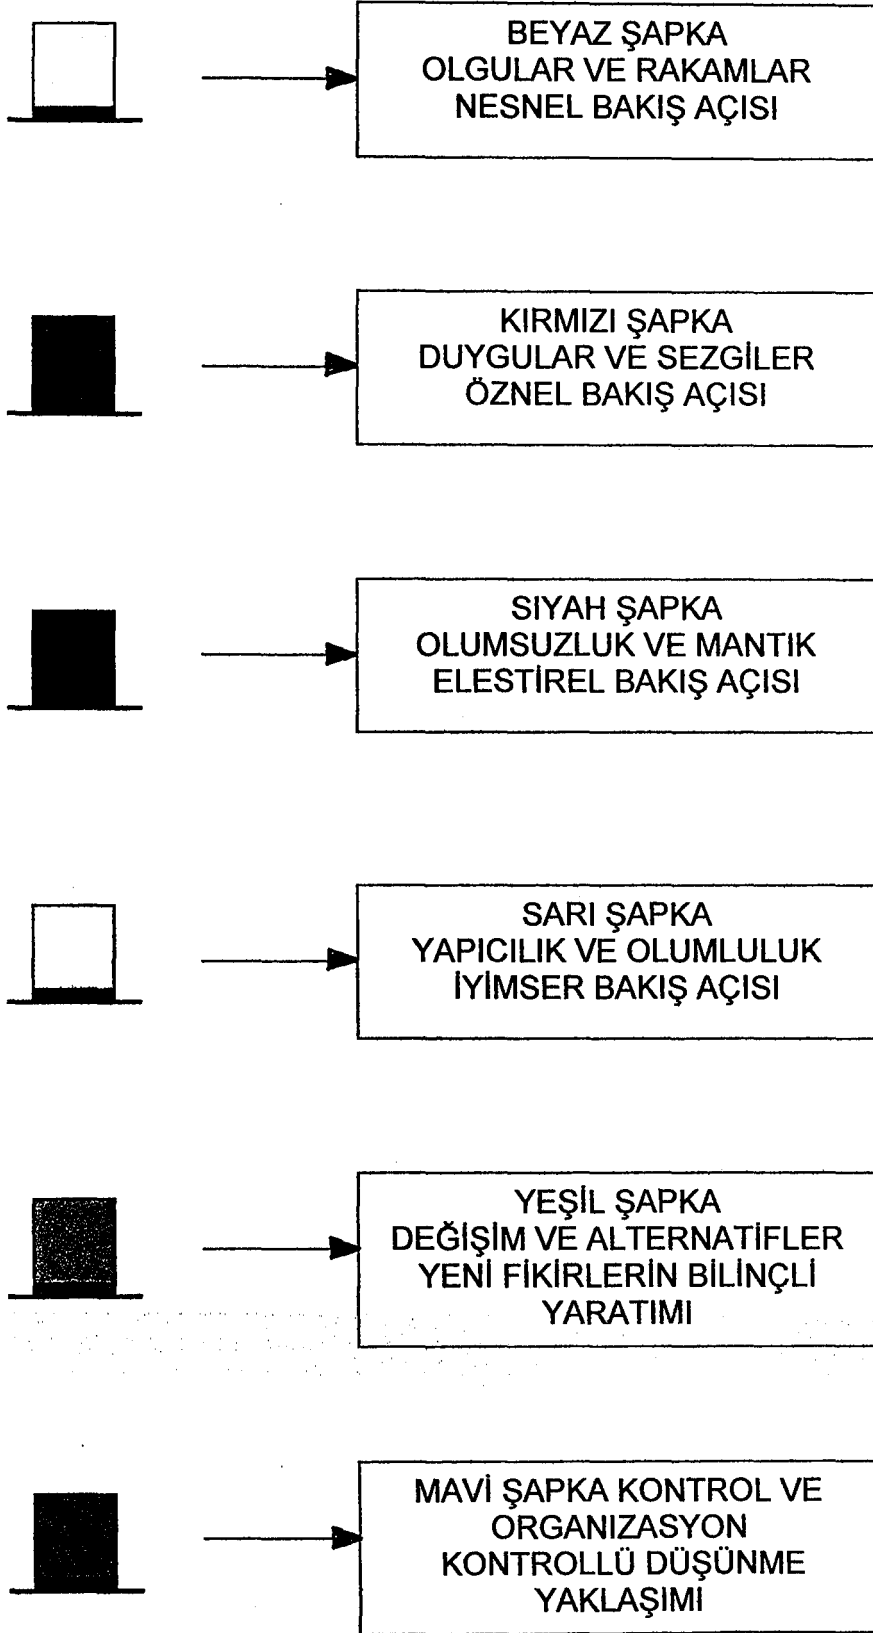 BEYAZ ŞAPKA
OLGULAR VE RAKAMLAR
NESNEL BAKIŞ AÇISI
KIRMIZI ŞAPKA
DUYGULAR VE SEZGİLER
ÖZNEL BAKIŞ AÇISI
SIYAH ŞAPKA
OLUMSUZLUK VE MANTIK
ELESTİREL BAKIŞ AÇISI
SARI ŞAPKA
YAPICILIK VE OLUMLULUK
İYİMSER BAKIŞ AÇISI
YEŞİL ŞAPKA
DEĞİŞİM VE ALTERNATİFLER
YENİ FİKİRLERİN BİLİNÇLİ
YARATIMI
MAVİ ŞAPKA KONTROL VE
ORGANIZASYON
KONTROLLÜ DÜŞÜNME
YAKLAŞIMI